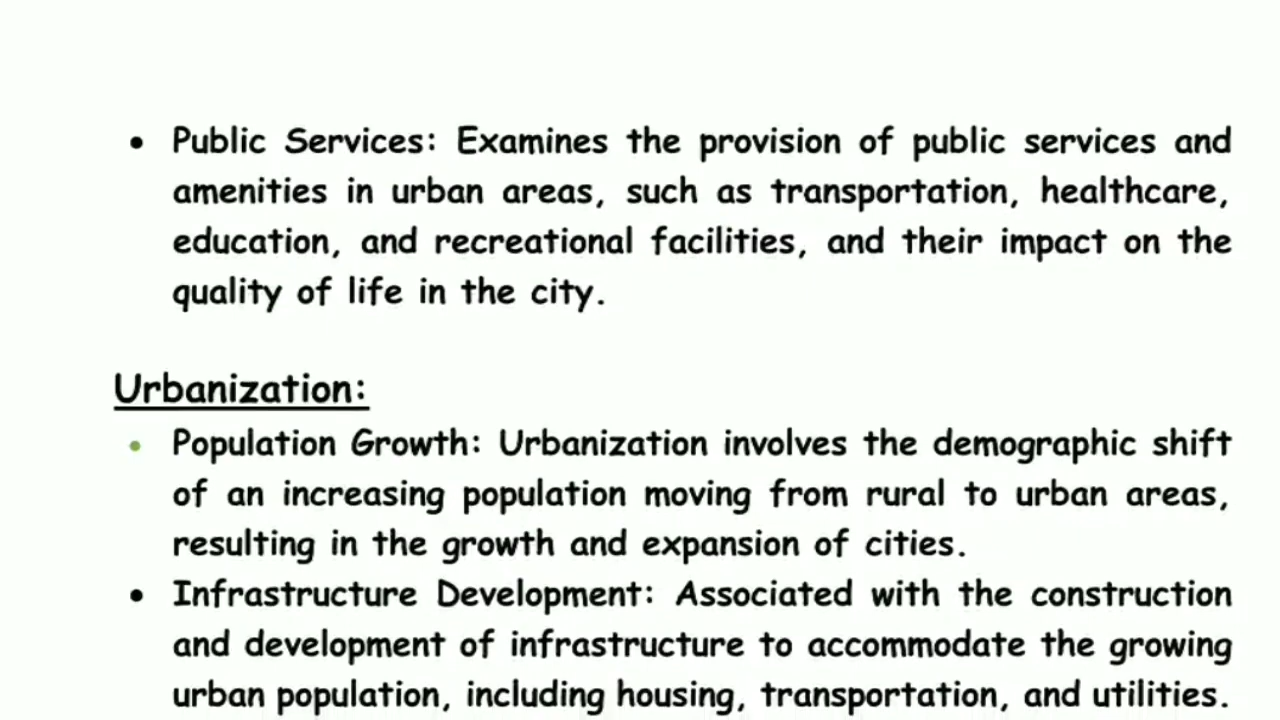 • Public Services: Examines the provision of public services and
amenities in urban areas, such as transportation, healthcare,
education, and recreational facilities, and their impact on the
quality of life in the city.
Urbanization:
• Population Growth: Urbanization involves the demographic shift
of an increasing population moving from rural to urban areas,
resulting in the growth and expansion of cities.
• Infrastructure Development: Associated with the construction
and development of infrastructure to accommodate the growing
urban population, including housing, transportation, and utilities.